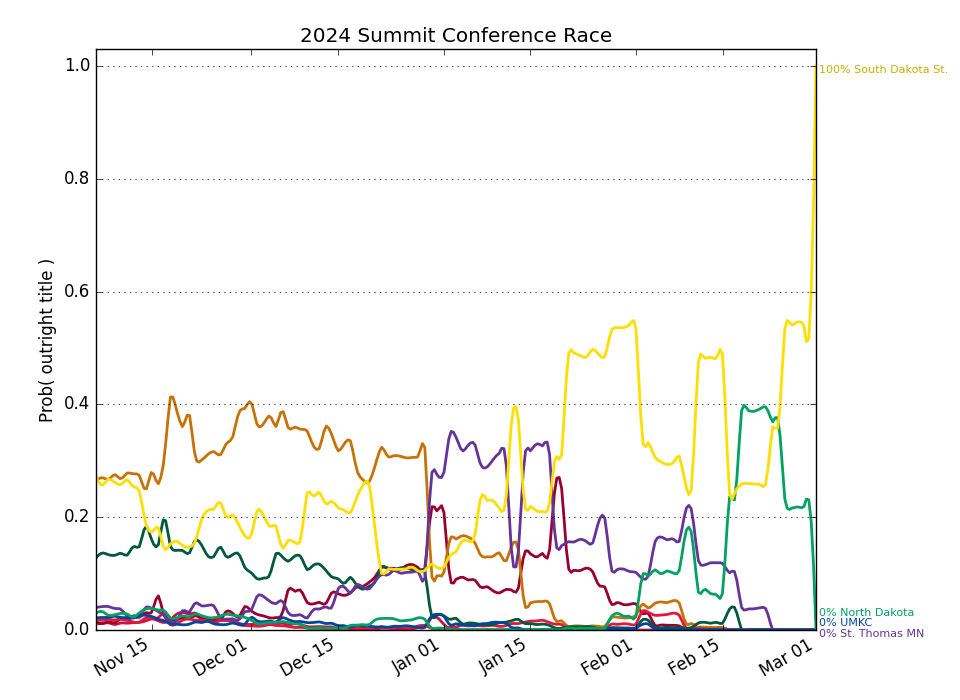 2024 Summit Conference Race
Prob( outright title )
1.0
0.8
0.6
0.4
0.2
0.0
Nov 15
Dec 01
Dec 15
Jan 01
Jan 15
Feb 01
Feb 15
Mar 01
100% South Dakota St.
0% North Dakota
0% UMKC
0% St. Thomas MN